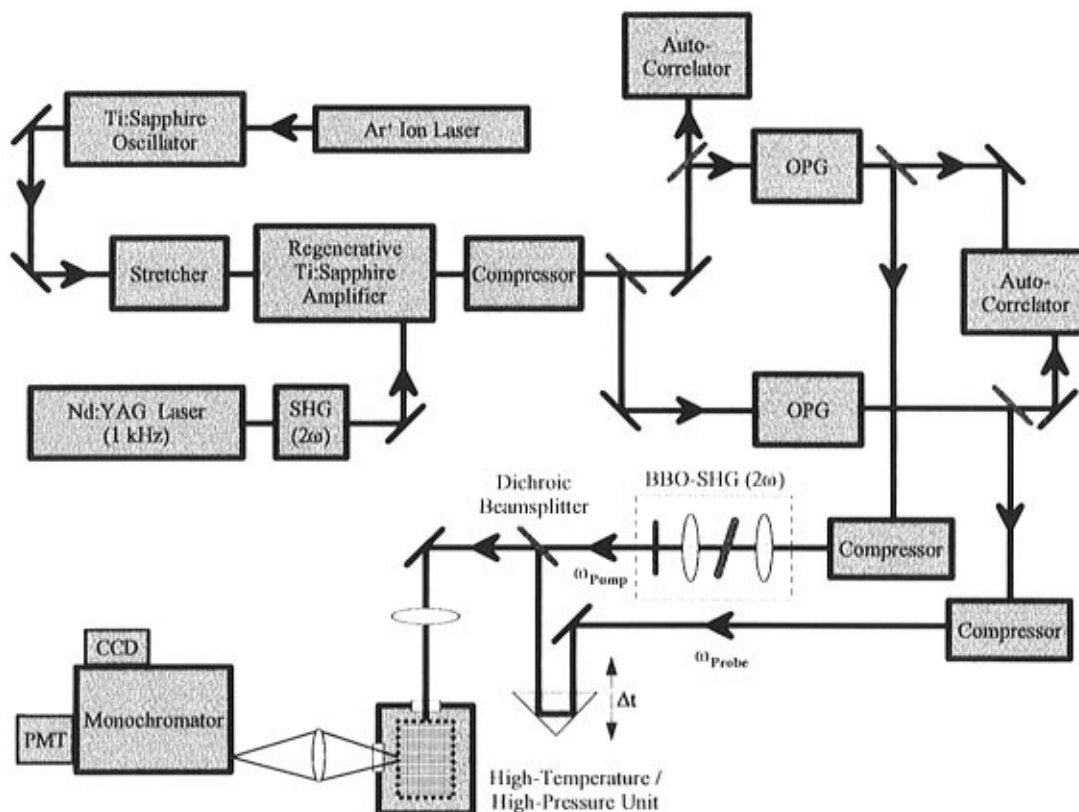 Auto-
Correlator
Ti:Sapphire
Oscillator
Ar⁺ Ion Laser
OPG
Stretcher
Regenerative
Ti:Sapphire
Amplifier
Compressor
Auto-
Correlator
Nd:YAG Laser
(1 kHz)
SHG
(2ω)
OPG
Dichroic
Beamsplitter
BBO-SHG (2ω)
ωPump
Compressor
Compressor
ωProbe
CCD
Monochromator
PMT
Δt
High-Temperature /
High-Pressure Unit